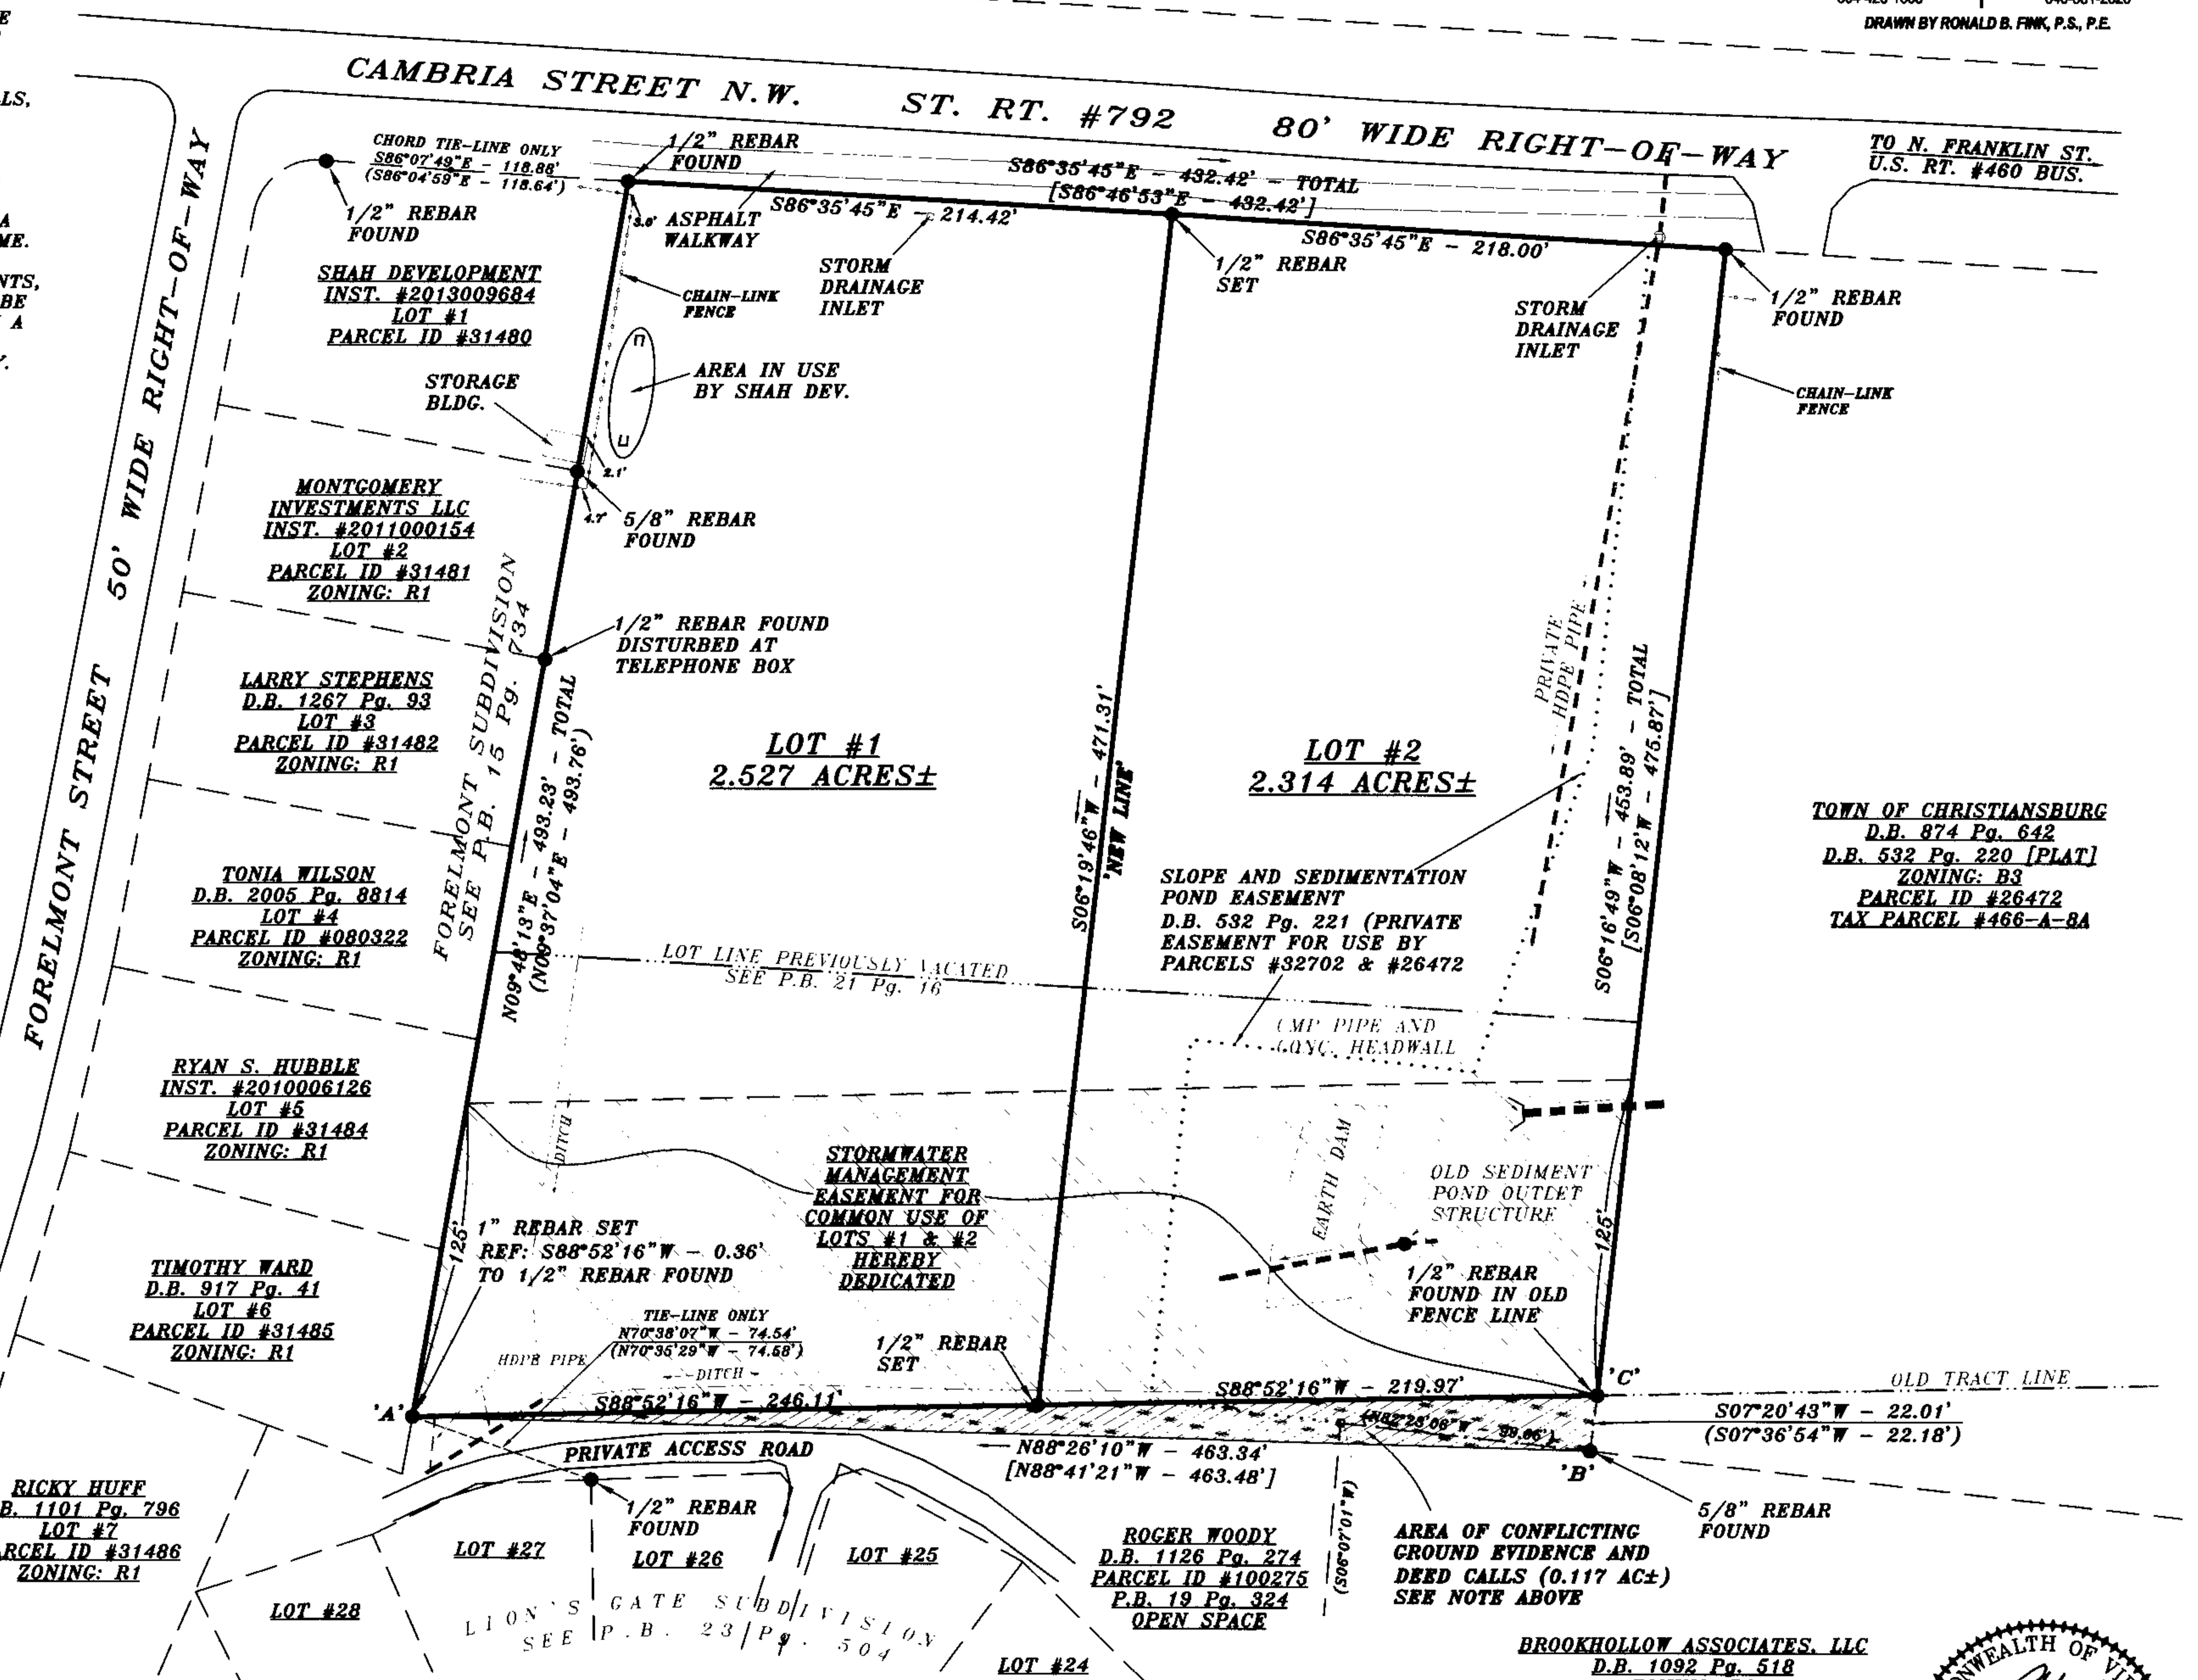 DRAWN BY RONALD B. FINK, P.S., P.E.
CAMBRIA STREET N.W. ST. RT. #792 80' WIDE RIGHT-OF-WAY
TO N. FRANKLIN ST.
U.S. RT. #460 BUS.
FORELMONT STREET 50' WIDE RIGHT-OF-WAY
CHORD TIE-LINE ONLY
S86°07'49"E - 118.88'
(S86°04'59"E - 118.64')
1/2" REBAR
FOUND
1/2" REBAR
FOUND
S86°35'45"E - 432.42' - TOTAL
[S86°46'53"E - 432.42']
S86°35'45"E - 214.42'
S86°35'45"E - 218.00'
ASPHALT
WALKWAY
STORM
DRAINAGE
INLET
CHAIN-LINK
FENCE
1/2" REBAR
SET
STORM
DRAINAGE
INLET
1/2" REBAR
FOUND
CHAIN-LINK
FENCE
SHAH DEVELOPMENT
INST. #2013009684
LOT #1
PARCEL ID #31480
STORAGE
BLDG.
AREA IN USE
BY SHAH DEV.
2.1'
4.7'
5/8" REBAR
FOUND
MONTGOMERY
INVESTMENTS LLC
INST. #2011000154
LOT #2
PARCEL ID #31481
ZONING: R1
FORELMONT SUBDIVISION
SEE P.B. 15 Pg. 734
1/2" REBAR FOUND
DISTURBED AT
TELEPHONE BOX
LARRY STEPHENS
D.B. 1267 Pg. 93
LOT #3
PARCEL ID #31482
ZONING: R1
N09°48'13"E - 493.23' - TOTAL
(N09°37'04"E - 493.76')
LOT #1
2.527 ACRES±
S06°19'46"W - 471.31'
'NEW LINE'
LOT #2
2.314 ACRES±
PRIVATE
HDPE PIPE
S06°16'49"W - 453.89' - TOTAL
[S06°08'12"W - 475.87']
TOWN OF CHRISTIANSBURG
D.B. 874 Pg. 642
D.B. 532 Pg. 220 [PLAT]
ZONING: B3
PARCEL ID #26472
TAX PARCEL #466-A-8A
TONIA WILSON
D.B. 2005 Pg. 8814
LOT #4
PARCEL ID #080322
ZONING: R1
SLOPE AND SEDIMENTATION
POND EASEMENT
D.B. 532 Pg. 221 (PRIVATE
EASEMENT FOR USE BY
PARCELS #32702 & #26472
LOT LINE PREVIOUSLY VACATED
SEE P.B. 21 Pg. 16
CMP PIPE AND
CONC. HEADWALL
RYAN S. HUBBLE
INST. #2010006126
LOT #5
PARCEL ID #31484
ZONING: R1
DITCH
STORMWATER
MANAGEMENT
EASEMENT FOR
COMMON USE OF
LOTS #1 & #2
HEREBY
DEDICATED
EARTH DAM
OLD SEDIMENT
POND OUTLET
STRUCTURE
125'
125'
1" REBAR SET
REF: S88°52'16"W - 0.36'
TO 1/2" REBAR FOUND
TIMOTHY WARD
D.B. 917 Pg. 41
LOT #6
PARCEL ID #31485
ZONING: R1
TIE-LINE ONLY
N70°38'07"W - 74.54'
(N70°35'29"W - 74.58')
HDPE PIPE
DITCH
1/2" REBAR
SET
1/2" REBAR
FOUND IN OLD
FENCE LINE
'A'
S88°52'16"W - 246.11'
S88°52'16"W - 219.97'
'C'
OLD TRACT LINE
S07°20'43"W - 22.01'
(S07°36'54"W - 22.18')
PRIVATE ACCESS ROAD
N88°26'10"W - 463.34'
[N88°41'21"W - 463.48']
'B'
(S06°07'01"W)
5/8" REBAR
FOUND
RICKY HUFF
B. 1101 Pg. 796
LOT #7
RCEL ID #31486
ZONING: R1
1/2" REBAR
FOUND
LOT #27
LOT #26
LOT #25
LOT #28
LION'S GATE SUBDIVISION
SEE P.B. 23 Pg. 504
LOT #24
ROGER WOODY
D.B. 1126 Pg. 274
PARCEL ID #100275
P.B. 19 Pg. 324
OPEN SPACE
AREA OF CONFLICTING
GROUND EVIDENCE AND
DEED CALLS (0.117 AC±)
SEE NOTE ABOVE
BROOKHOLLOW ASSOCIATES, LLC
D.B. 1092 Pg. 518